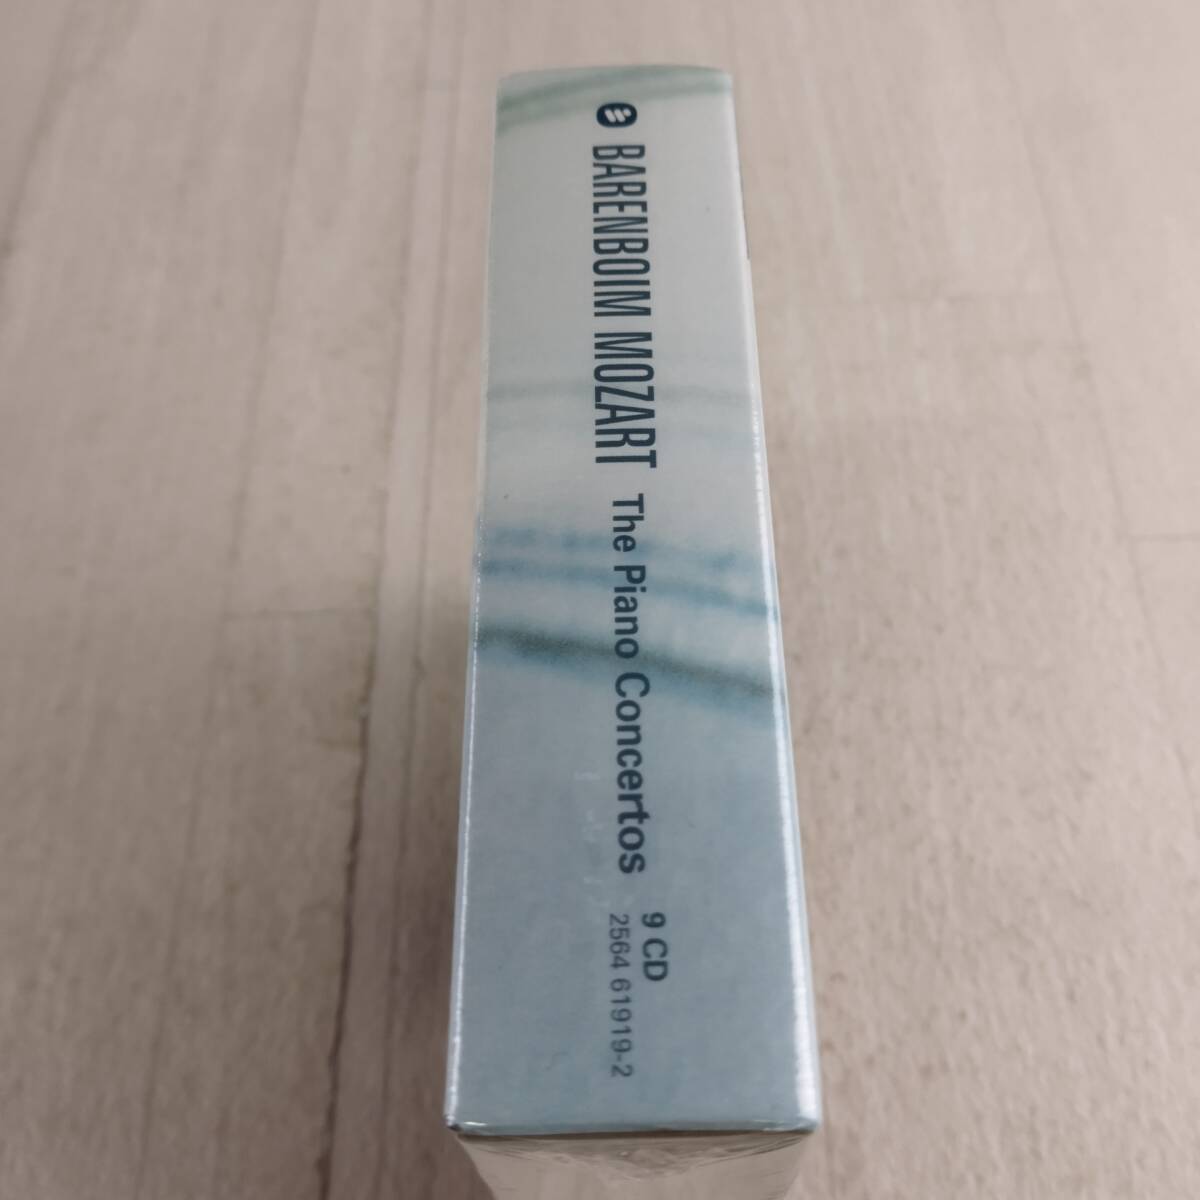 BARENBOIM MOZART The Piano Concertos
9 CD
2564 61919-2